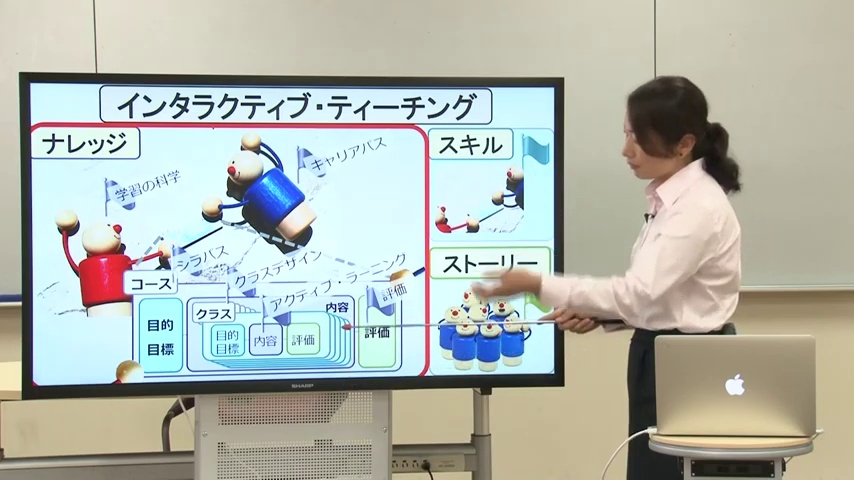 インタラクティブ・ティーチング
ナレッジ
スキル
キャリアパス
学習の科学
シラバス
クラスデザイン
アクティブ・ラーニング
評価
ストーリー
コース
目的
目標
クラス
内容
目的
目標
内容
評価
評価
SHARP